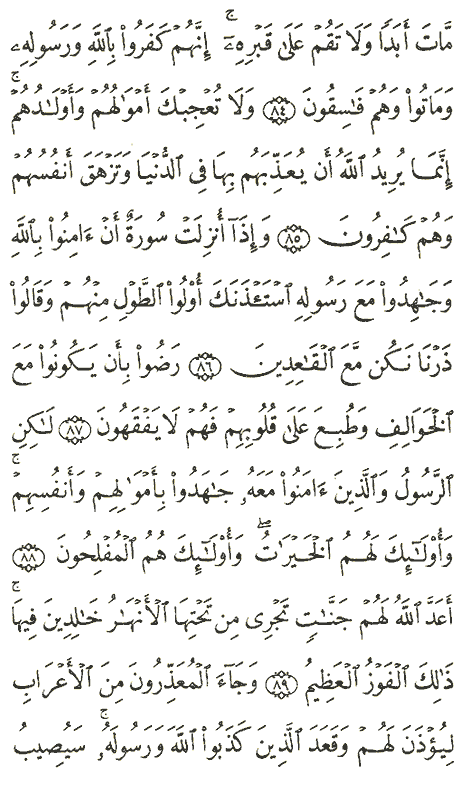 مَّاتَ أَبَدًا وَلَا تَقُمْ عَلَىٰ قَبْرِهِۦٓ ۖ إِنَّهُمْ كَفَرُوا۟ بِٱللَّهِ وَرَسُولِهِۦ
وَمَاتُوا۟ وَهُمْ فَـٰسِقُونَ ﴿٨٤﴾ وَلَا تُعْجِبْكَ أَمْوَٰلُهُمْ وَأَوْلَـٰدُهُمْ ۚ
إِنَّمَا يُرِيدُ ٱللَّهُ أَن يُعَذِّبَهُم بِهَا فِى ٱلدُّنْيَا وَتَزْهَقَ أَنفُسُهُمْ
وَهُمْ كَـٰفِرُونَ ﴿٨٥﴾ وَإِذَآ أُنزِلَتْ سُورَةٌ أَنْ ءَامِنُوا۟ بِٱللَّهِ
وَجَـٰهِدُوا۟ مَعَ رَسُولِهِ ٱسْتَـْٔذَنَكَ أُو۟لُوا۟ ٱلطَّوْلِ مِنْهُمْ وَقَالُوا۟
ذَرْنَا نَكُن مَّعَ ٱلْقَـٰعِدِينَ ﴿٨٦﴾ رَضُوا۟ بِأَن يَكُونُوا۟ مَعَ
ٱلْخَوَالِفِ وَطُبِعَ عَلَىٰ قُلُوبِهِمْ فَهُمْ لَا يَفْقَهُونَ ﴿٨٧﴾ لَـٰكِنِ
ٱلرَّسُولُ وَٱلَّذِينَ ءَامَنُوا۟ مَعَهُۥ جَـٰهَدُوا۟ بِأَمْوَٰلِهِمْ وَأَنفُسِهِمْ ۚ
وَأُو۟لَـٰٓئِكَ لَهُمُ ٱلْخَيْرَٰتُ ۖ وَأُو۟لَـٰٓئِكَ هُمُ ٱلْمُفْلِحُونَ ﴿٨٨﴾
أَعَدَّ ٱللَّهُ لَهُمْ جَنَّـٰتٍ تَجْرِى مِن تَحْتِهَا ٱلْأَنْهَـٰرُ خَـٰلِدِينَ فِيهَا ۚ
ذَٰلِكَ ٱلْفَوْزُ ٱلْعَظِيمُ ﴿٨٩﴾ وَجَآءَ ٱلْمُعَذِّرُونَ مِنَ ٱلْأَعْرَابِ
لِيُؤْذَنَ لَهُمْ وَقَعَدَ ٱلَّذِينَ كَذَبُوا۟ ٱللَّهَ وَرَسُولَهُۥ ۚ سَيُصِيبُ